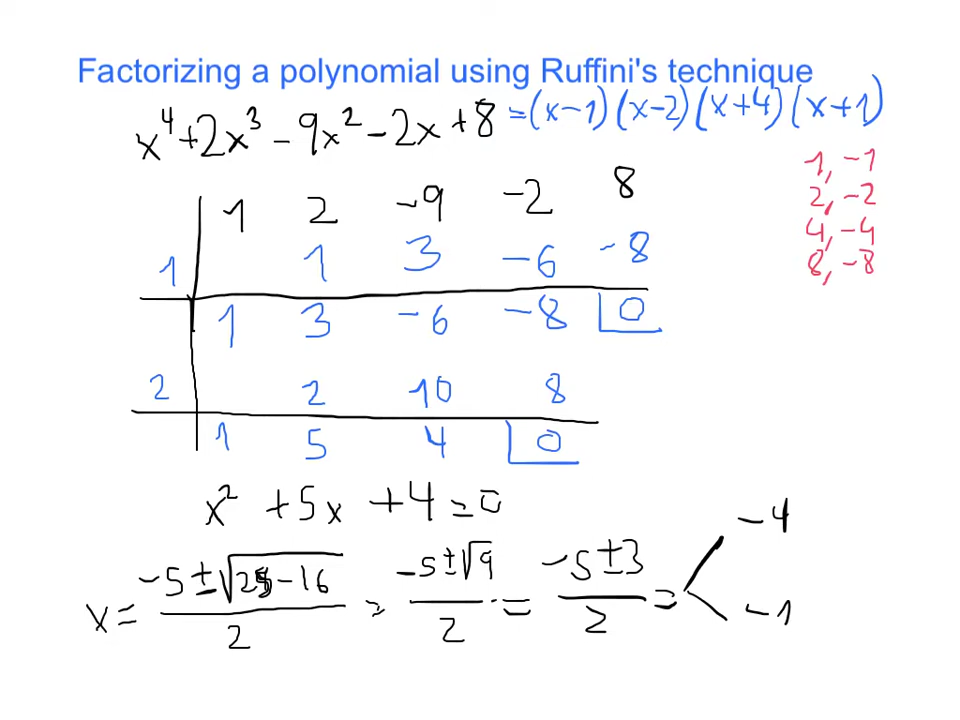 Factorizing a polynomial using Ruffini's technique
x⁴+2x³-9x²-2x+8=(x-1)(x-2)(x+4)(x+1)
1, -1
2, -2
4, -4
8, -8
1 2 -9 -2 8
1 1 3 -6 -8
1 3 -6 -8 0
2 2 10 8
1 5 4 0
x² +5x +4=0
x= (-5±√(25-16))/2 = (-5±√9)/2 = (-5±3)/2 =
-4
-1